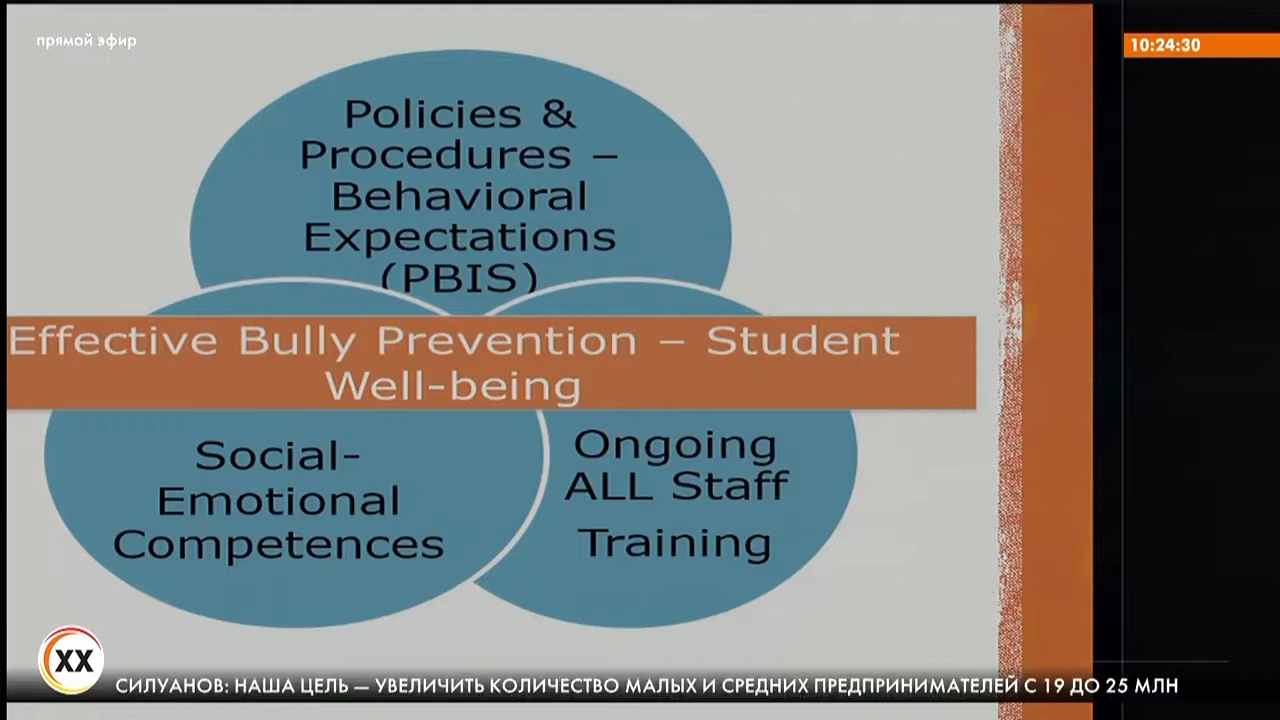 прямой эфир
10:24:30
Policies &
Procedures –
Behavioral
Expectations
(PBIS)
Effective Bully Prevention – Student
Well-being
Social-
Emotional
Competences
Ongoing
ALL Staff
Training
XX
СИЛУАНОВ: НАША ЦЕЛЬ — УВЕЛИЧИТЬ КОЛИЧЕСТВО МАЛЫХ И СРЕДНИХ ПРЕДПРИНИМАТЕЛЕЙ С 19 ДО 25 МЛН